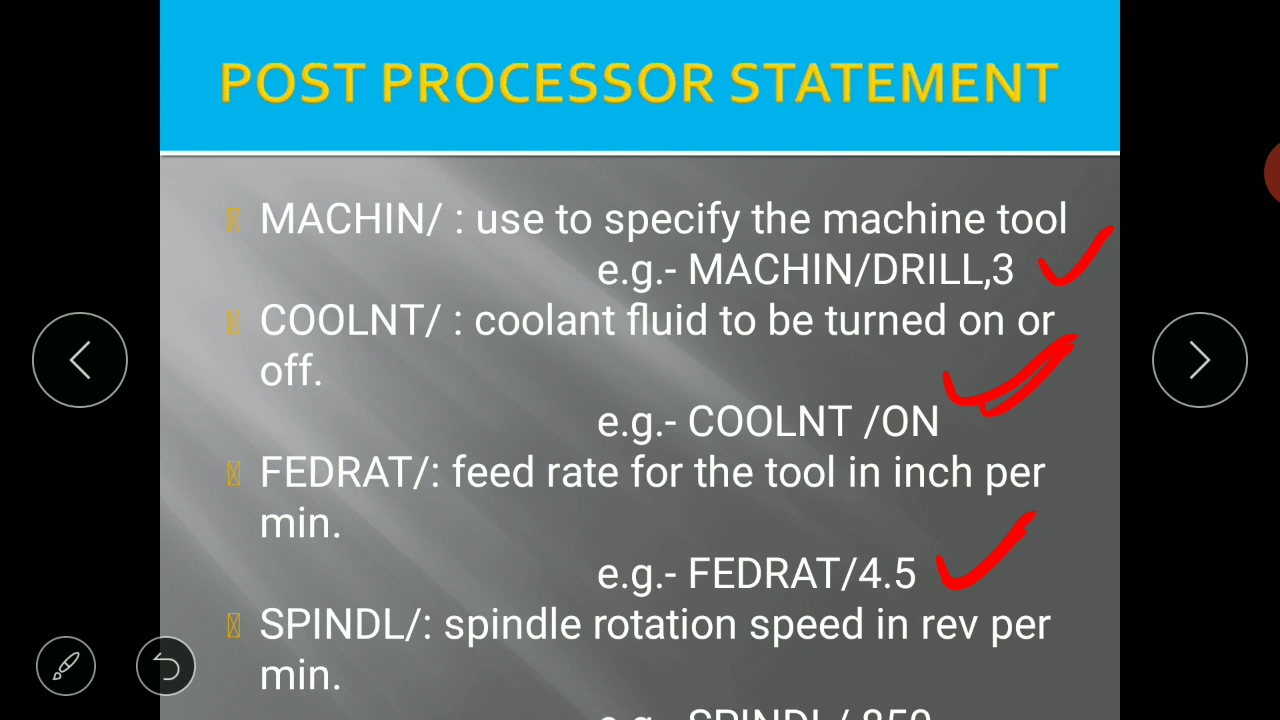 POST PROCESSOR STATEMENT
MACHIN/ : use to specify the machine tool
e.g.- MACHIN/DRILL,3
COOLNT/ : coolant fluid to be turned on or
off.
e.g.- COOLNT /ON
FEDRAT/: feed rate for the tool in inch per
min.
e.g.- FEDRAT/4.5
SPINDL/: spindle rotation speed in rev per
min.
e.g.- SPINDL/ 850